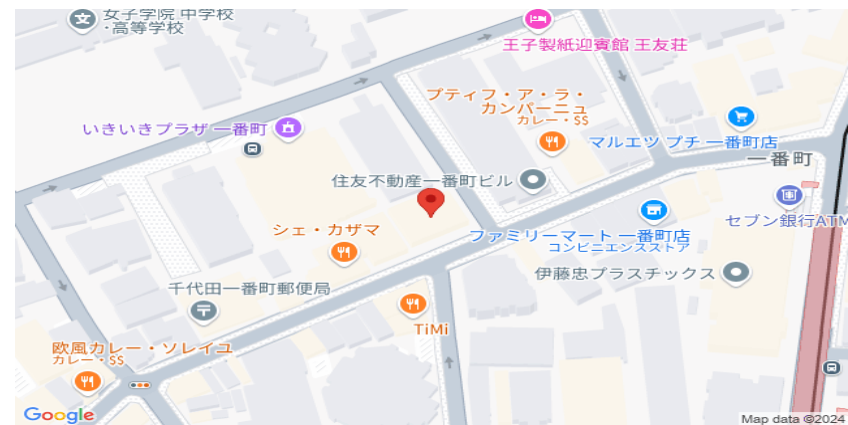 女子学院 中学校
・高等学校
王子製紙迎賓館 王友荘
プティフ・ア・ラ・
カンパーニュ
カレー・$$
いきいきプラザ 一番町
マルエツ プチ 一番町店
一番町
住友不動産一番町ビル
セブン銀行ATM
シェ・カザマ
ファミリーマート 一番町店
コンビニエンスストア
伊藤忠プラスチックス
千代田一番町郵便局
TiMi
欧風カレー・ソレイユ
カレー・$$
Google
Map data ©2024